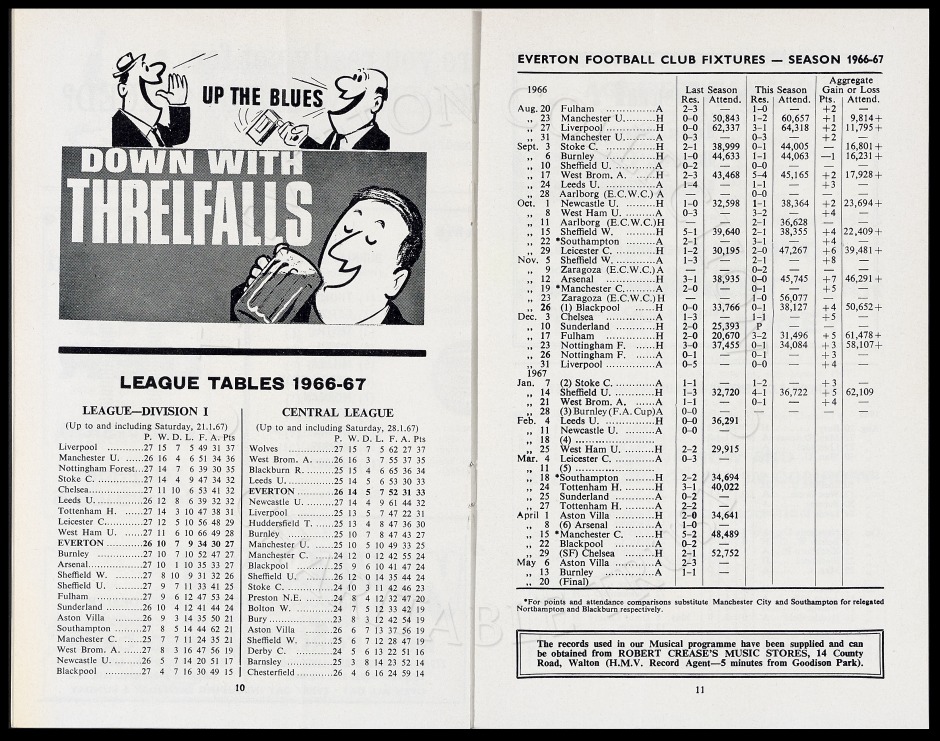 UP THE BLUES
DOWN WITH
THRELFALLS
LEAGUE TABLES 1966-67
LEAGUE—DIVISION I
(Up to and including Saturday, 21.1.67)
P. W. D. L. F. A. Pts
Liverpool ............27 15 7 5 49 31 37
Manchester U. ......26 16 4 6 51 34 36
Nottingham Forest...27 14 7 6 39 30 35
Stoke C. ...............27 14 4 9 47 34 32
Chelsea..................27 11 10 6 53 41 32
Leeds U. ...............26 12 8 6 39 32 32
Tottenham H. ......27 14 3 10 47 38 31
Leicester C............27 12 5 10 56 48 29
West Ham U. ......27 11 6 10 66 49 28
EVERTON ............26 10 7 9 34 30 27
Burnley ...............27 10 7 10 52 47 27
Arsenal..................27 10 1 10 35 33 27
Sheffield W. .........27 8 10 9 31 32 26
Sheffield U. .........27 9 7 11 33 41 25
Fulham ...............27 9 6 12 47 53 24
Sunderland .........26 10 4 12 41 44 24
Aston Villa .........26 9 3 14 35 50 21
Southampton ......27 8 5 14 44 62 21
Manchester C. ......25 7 7 11 24 35 21
West Brom. A. ......27 8 3 16 47 56 19
Newcastle U. .........26 5 7 14 20 51 17
Blackpool ............27 4 7 16 30 49 15
CENTRAL LEAGUE
(Up to and including Saturday, 28.1.67)
P. W. D. L. F. A. Pts
Wolves ...............27 15 7 5 62 27 37
West Brom. A. ......26 16 3 7 55 37 35
Blackburn R..........25 15 4 6 65 36 34
Leeds U. ...............25 14 5 6 53 30 33
EVERTON ............26 14 5 7 52 31 33
Newcastle U. .........27 14 4 9 61 44 32
Liverpool ............25 13 5 7 47 22 31
Huddersfield T. ......25 13 4 8 47 36 30
Burnley ...............25 10 7 8 47 43 27
Manchester U. ......25 10 5 10 49 33 25
Manchester C. ......24 12 0 12 42 55 24
Blackpool ............25 9 6 10 41 47 24
Sheffield U. .........26 12 0 14 35 44 24
Stoke C. ...............24 10 3 11 42 46 23
Preston N.E. .........24 8 4 12 32 47 20
Bolton W. ............24 7 5 12 33 42 19
Bury.....................23 8 3 12 42 54 19
Aston Villa .........26 6 7 13 37 56 19
Sheffield W. .........25 6 7 12 28 47 19
Derby C. ...............24 5 6 13 22 51 16
Barnsley ...............25 3 8 14 23 52 14
Chesterfield ............26 4 6 16 24 59 14
10
EVERTON FOOTBALL CLUB FIXTURES — SEASON 1966-67
1966 Last Season This Season Aggregate Gain or Loss
Res. Attend. Res. Attend. Pts. Attend.
Aug. 20 Fulham ...............A 2–3 — 1–0 — +2 —
,, 23 Manchester U.........H 0–0 50,843 1–2 60,657 +1 9,814+
,, 27 Liverpool ............H 0–0 62,337 3–1 64,318 +2 11,795+
,, 31 Manchester U.........A 0–3 — 0–3 — +2 —
Sept. 3 Stoke C. ...............H 2–1 38,999 0–1 44,005 — 16,801+
,, 6 Burnley ...............H 1–0 44,633 1–1 44,063 —1 16,231+
,, 10 Sheffield U. .........A 0–2 — 0–0 — — —
,, 17 West Brom. A. ......H 2–3 43,468 5–4 45,165 +2 17,928+
,, 24 Leeds U. ............A 1–4 — 1–1 — +3 —
,, 28 Aarlborg (E.C.W.C.) A — — 0–0 — — —
Oct. 1 Newcastle U. .........H 1–0 32,598 1–1 38,364 +2 23,694+
,, 8 West Ham U. .........A 0–3 — 3–2 — +4 —
,, 11 Aarlborg (E.C.W.C.)H — — 2–1 36,628 — —
,, 15 Sheffield W. .........H 5–1 39,640 2–1 38,355 +4 22,409+
,, 22 *Southampton .........A 2–1 — 3–1 — +4 —
,, 29 Leicester C. .........H 1–2 30,195 2–0 47,267 +6 39,481+
Nov. 5 Sheffield W. .........A 1–3 — 2–1 — +8 —
,, 9 Zaragoza (E.C.W.C.) A — — 0–2 — — —
,, 12 Arsenal ...............H 3–1 38,935 0–0 45,745 +7 46,291+
,, 19 *Manchester C.........A 2–0 — 0–1 — +5 —
,, 23 Zaragoza (E.C.W.C.)H — — 1–0 56,077 — —
,, 26 (1) Blackpool ......H 0–0 33,766 0–1 38,127 +4 50,652+
Dec. 3 Chelsea ...............A 1–3 — 1–1 — +5 —
,, 10 Sunderland .........H 2–0 25,393 P — — —
,, 17 Fulham ...............H 2–0 20,670 3–2 31,496 +5 61,478+
,, 23 Nottingham F. ......H 3–0 37,455 0–1 34,084 +3 58,107+
,, 26 Nottingham F. ......A 0–1 — 0–1 — +3 —
,, 31 Liverpool ............A 0–5 — 0–0 — +4 —
1967
Jan. 7 (2) Stoke C. ............A 1–1 — 1–2 — +3 —
,, 14 Sheffield U. .........H 1–3 32,720 4–1 36,722 +5 62,109
,, 21 West Brom. A. ......A 1–1 — 0–1 — +4 —
,, 28 (3) Burnley (F.A. Cup)A 0–0 — — — — —
Feb. 4 Leeds U. ............H 0–0 36,291
,, 11 Newcastle U. .........A 0–0 —
,, 18 (4) ........................
,, 25 West Ham U. .........H 2–2 29,915
Mar. 4 Leicester C. .........A 0–3 —
,, 11 (5) ........................
,, 18 *Southampton .........H 2–2 34,694
,, 24 Tottenham H. .........H 3–1 40,022
,, 25 Sunderland .........A 0–2 —
,, 27 Tottenham H. .........A 2–2 —
April 1 Aston Villa .........H 2–0 34,641
,, 8 (6) Arsenal ............A 1–0 —
,, 15 *Manchester C.........H 5–2 48,489
,, 22 Blackpool ............A 0–2 —
,, 29 (SF) Chelsea .........H 2–1 52,752
May 6 Aston Villa .........A 2–3 —
,, 13 Burnley ...............A 1–1 —
,, 20 (Final)
*For points and attendance comparisons substitute Manchester City and Southampton for relegated
Northampton and Blackburn respectively.
The records used in our Musical programme have been supplied and can
be obtained from ROBERT CREASE'S MUSIC STORES, 14 County
Road, Walton (H.M.V. Record Agent—5 minutes from Goodison Park).
11